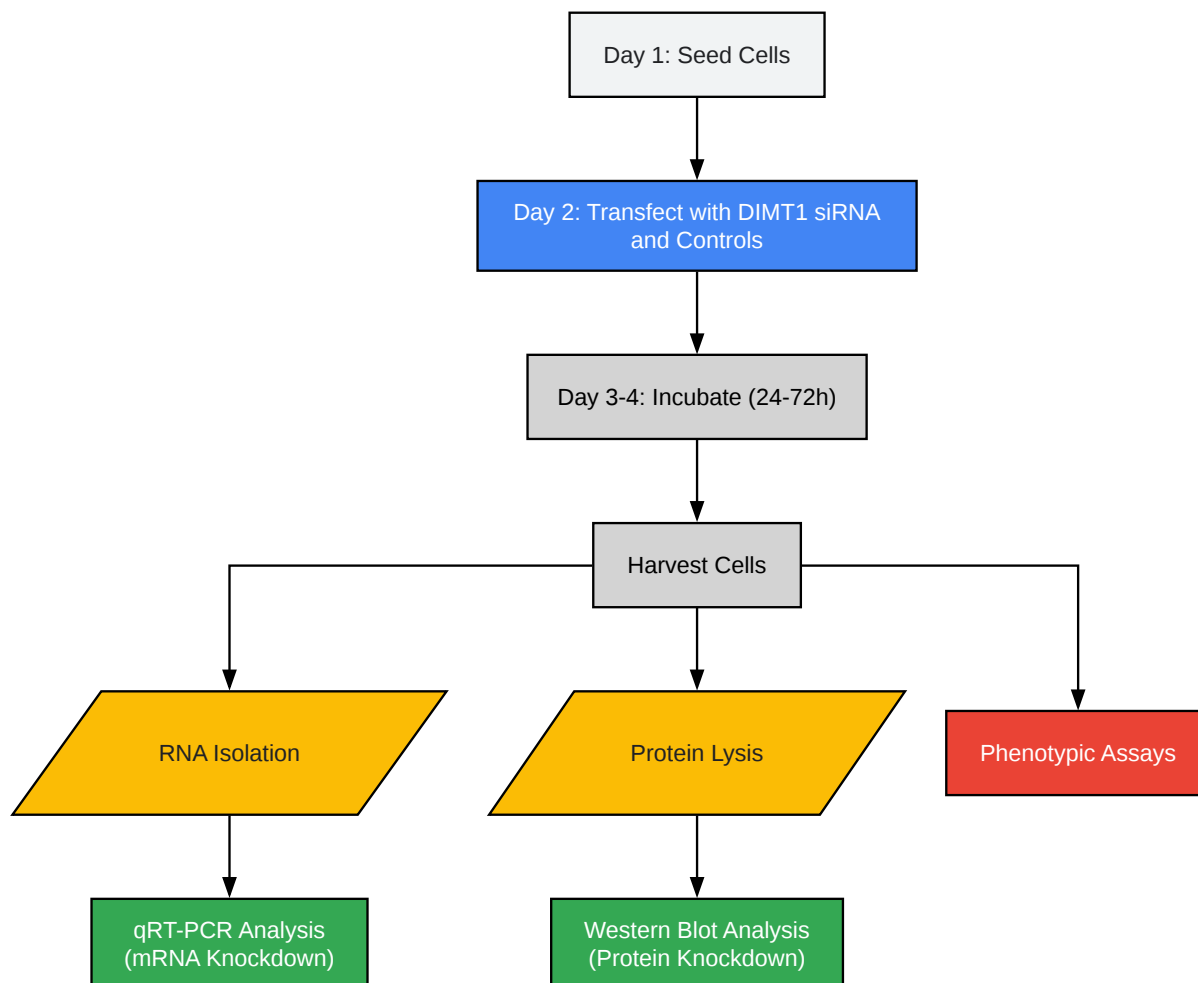 Day 1: Seed Cells
Day 2: Transfect with DIMT1 siRNA
and Controls
Day 3-4: Incubate (24-72h)
Harvest Cells
RNA Isolation
Protein Lysis
Phenotypic Assays
qRT-PCR Analysis
(mRNA Knockdown)
Western Blot Analysis
(Protein Knockdown)